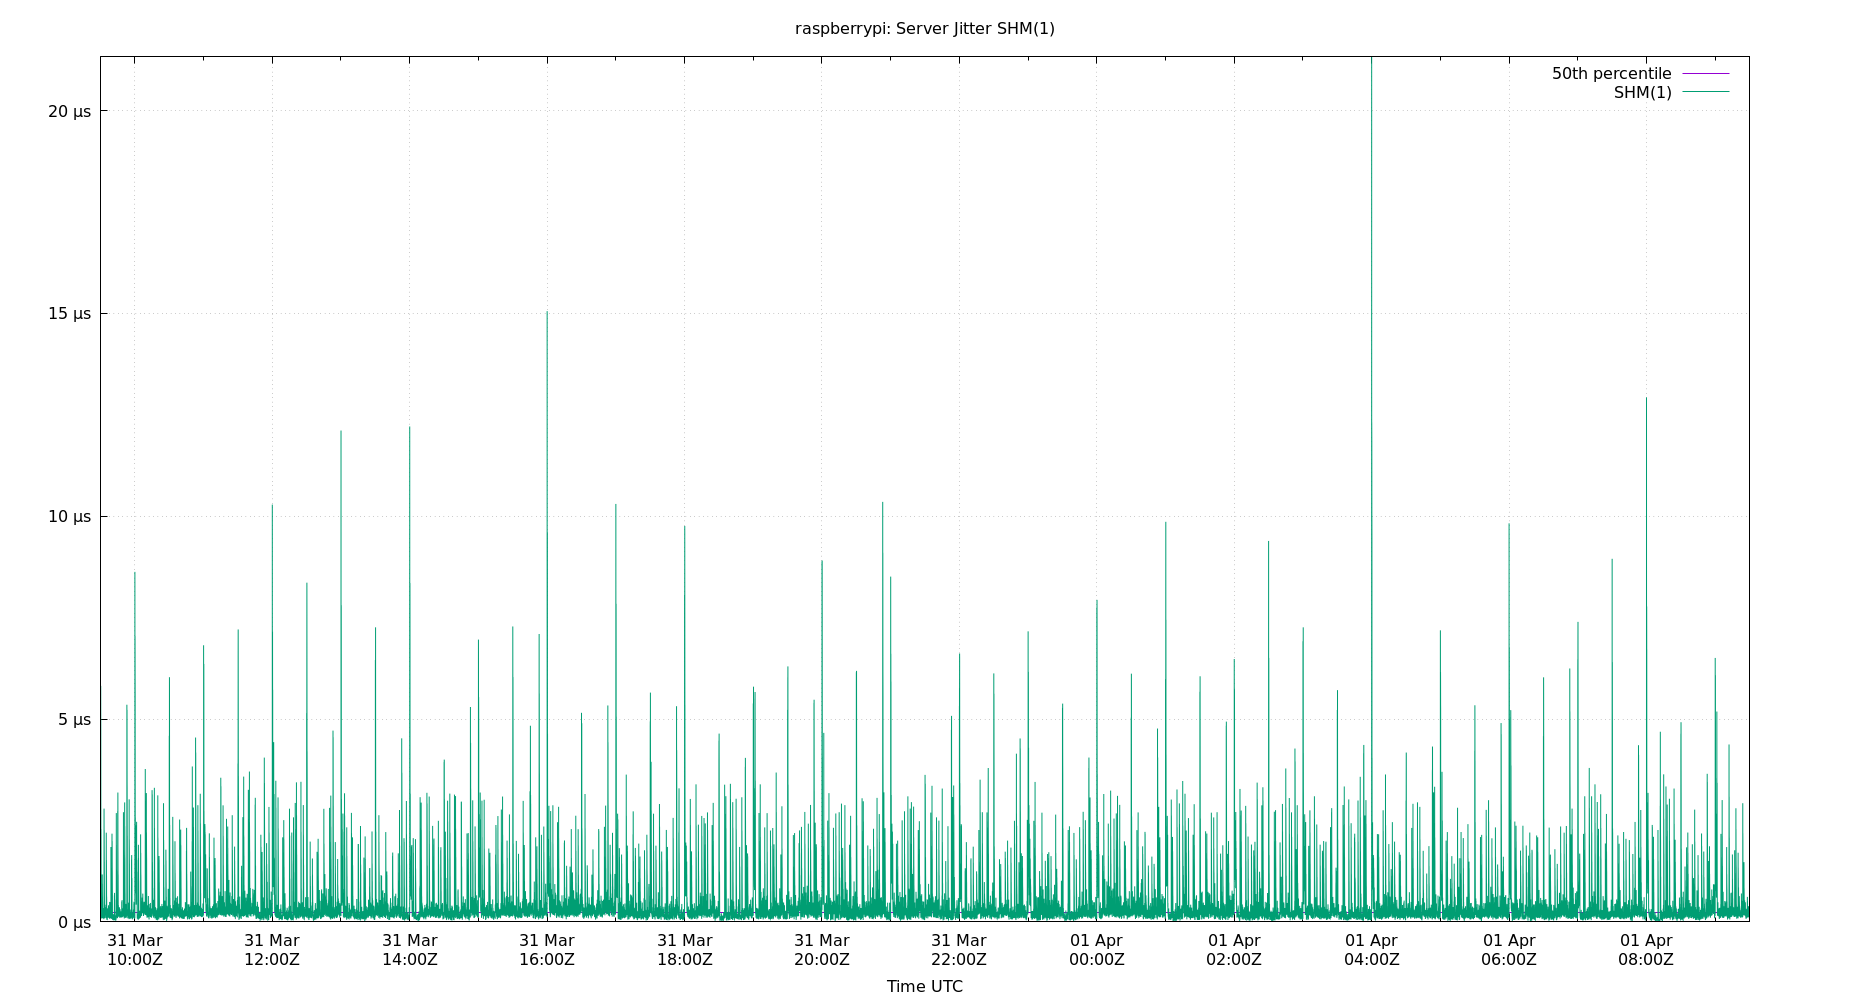 raspberrypi: Server Jitter SHM(1)
50th percentile
SHM(1)
20 µs
15 µs
10 µs
5 µs
0 µs
31 Mar 31 Mar 31 Mar 31 Mar 31 Mar 31 Mar 31 Mar 01 Apr 01 Apr 01 Apr 01 Apr 01 Apr
10:00Z 12:00Z 14:00Z 16:00Z 18:00Z 20:00Z 22:00Z 00:00Z 02:00Z 04:00Z 06:00Z 08:00Z
Time UTC